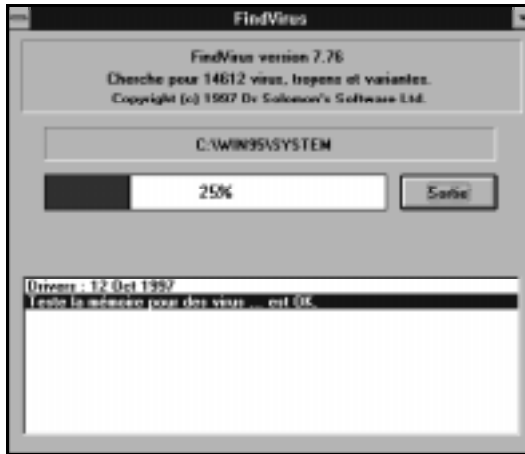 FindVirus
FindVirus version 7.76
Cherche pour 14612 virus, troyens et variantes.
Copyright (c) 1997 Dr Solomon's Software Ltd.
C:\WIN95\SYSTEM
25%
Sortie
Drivers : 12 Oct 1997
Teste la mémoire pour des virus ... est OK.